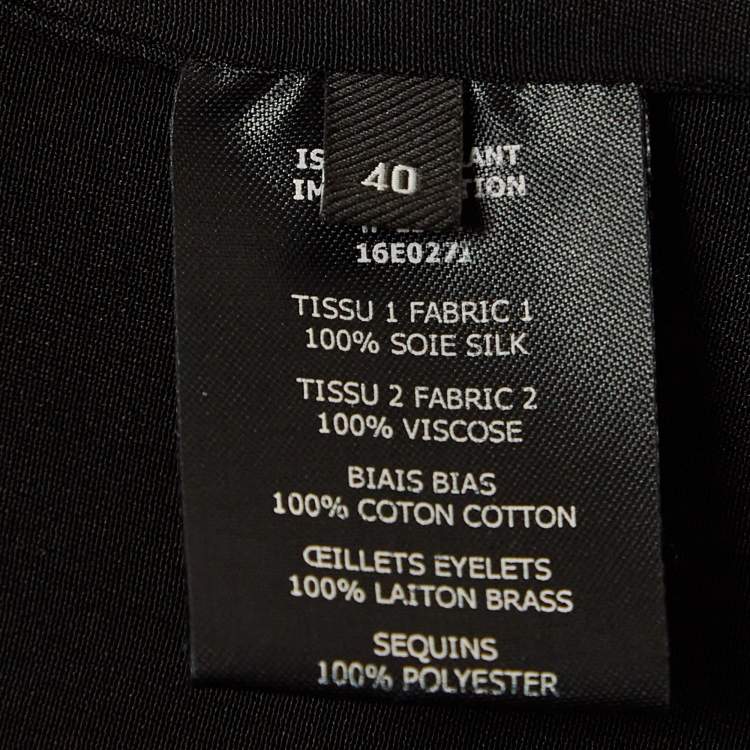 40
16E0271
TISSU 1 FABRIC 1
100% SOIE SILK
TISSU 2 FABRIC 2
100% VISCOSE
BIAIS BIAS
100% COTON COTTON
ŒILLETS EYELETS
100% LAITON BRASS
SEQUINS
100% POLYESTER